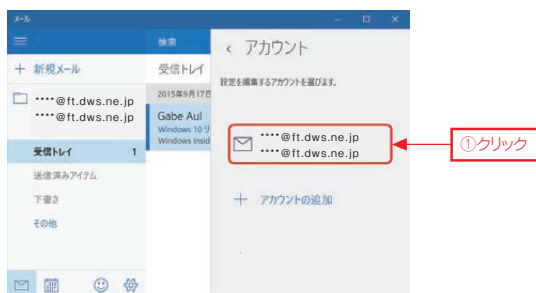 メール
検索
アカウント
新規メール
受信トレイ
設定を編集するアカウントを選びます。
2015年9月17日
••••@ft.dws.ne.jp
••••@ft.dws.ne.jp
Gabe Aul
Windows 10 リ
Windows Insid
••••@ft.dws.ne.jp
••••@ft.dws.ne.jp
①クリック
受信トレイ 1
送信済みアイテム
アカウントの追加
下書き
その他